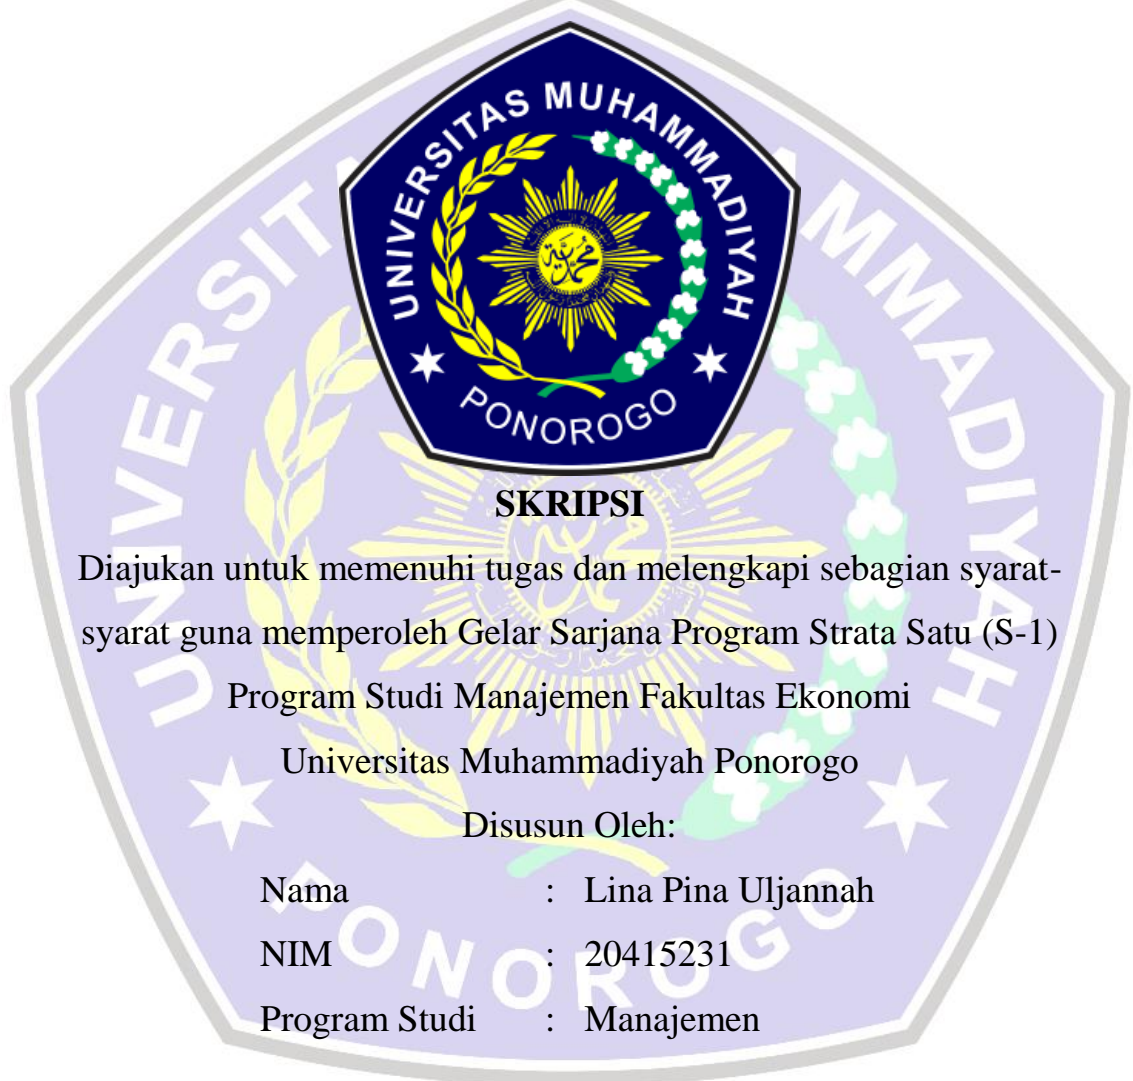 UNIVERSITAS MUHAMMADIYAH
PONOROGO
SKRIPSI
Diajukan untuk memenuhi tugas dan melengkapi sebagian syarat-
syarat guna memperoleh Gelar Sarjana Program Strata Satu (S-1)
Program Studi Manajemen Fakultas Ekonomi
Universitas Muhammadiyah Ponorogo
Disusun Oleh:
Nama : Lina Pina Uljannah
NIM : 20415231
Program Studi : Manajemen